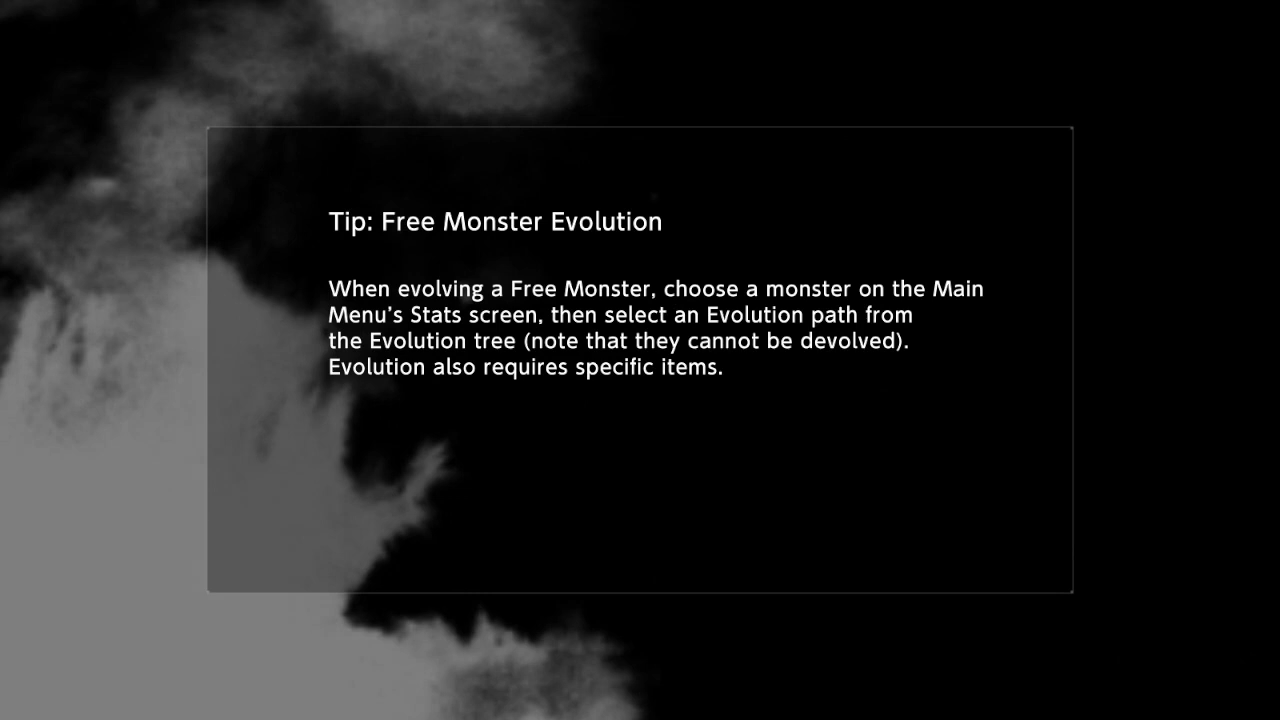 Tip: Free Monster Evolution
When evolving a Free Monster, choose a monster on the Main
Menu's Stats screen, then select an Evolution path from
the Evolution tree (note that they cannot be devolved).
Evolution also requires specific items.